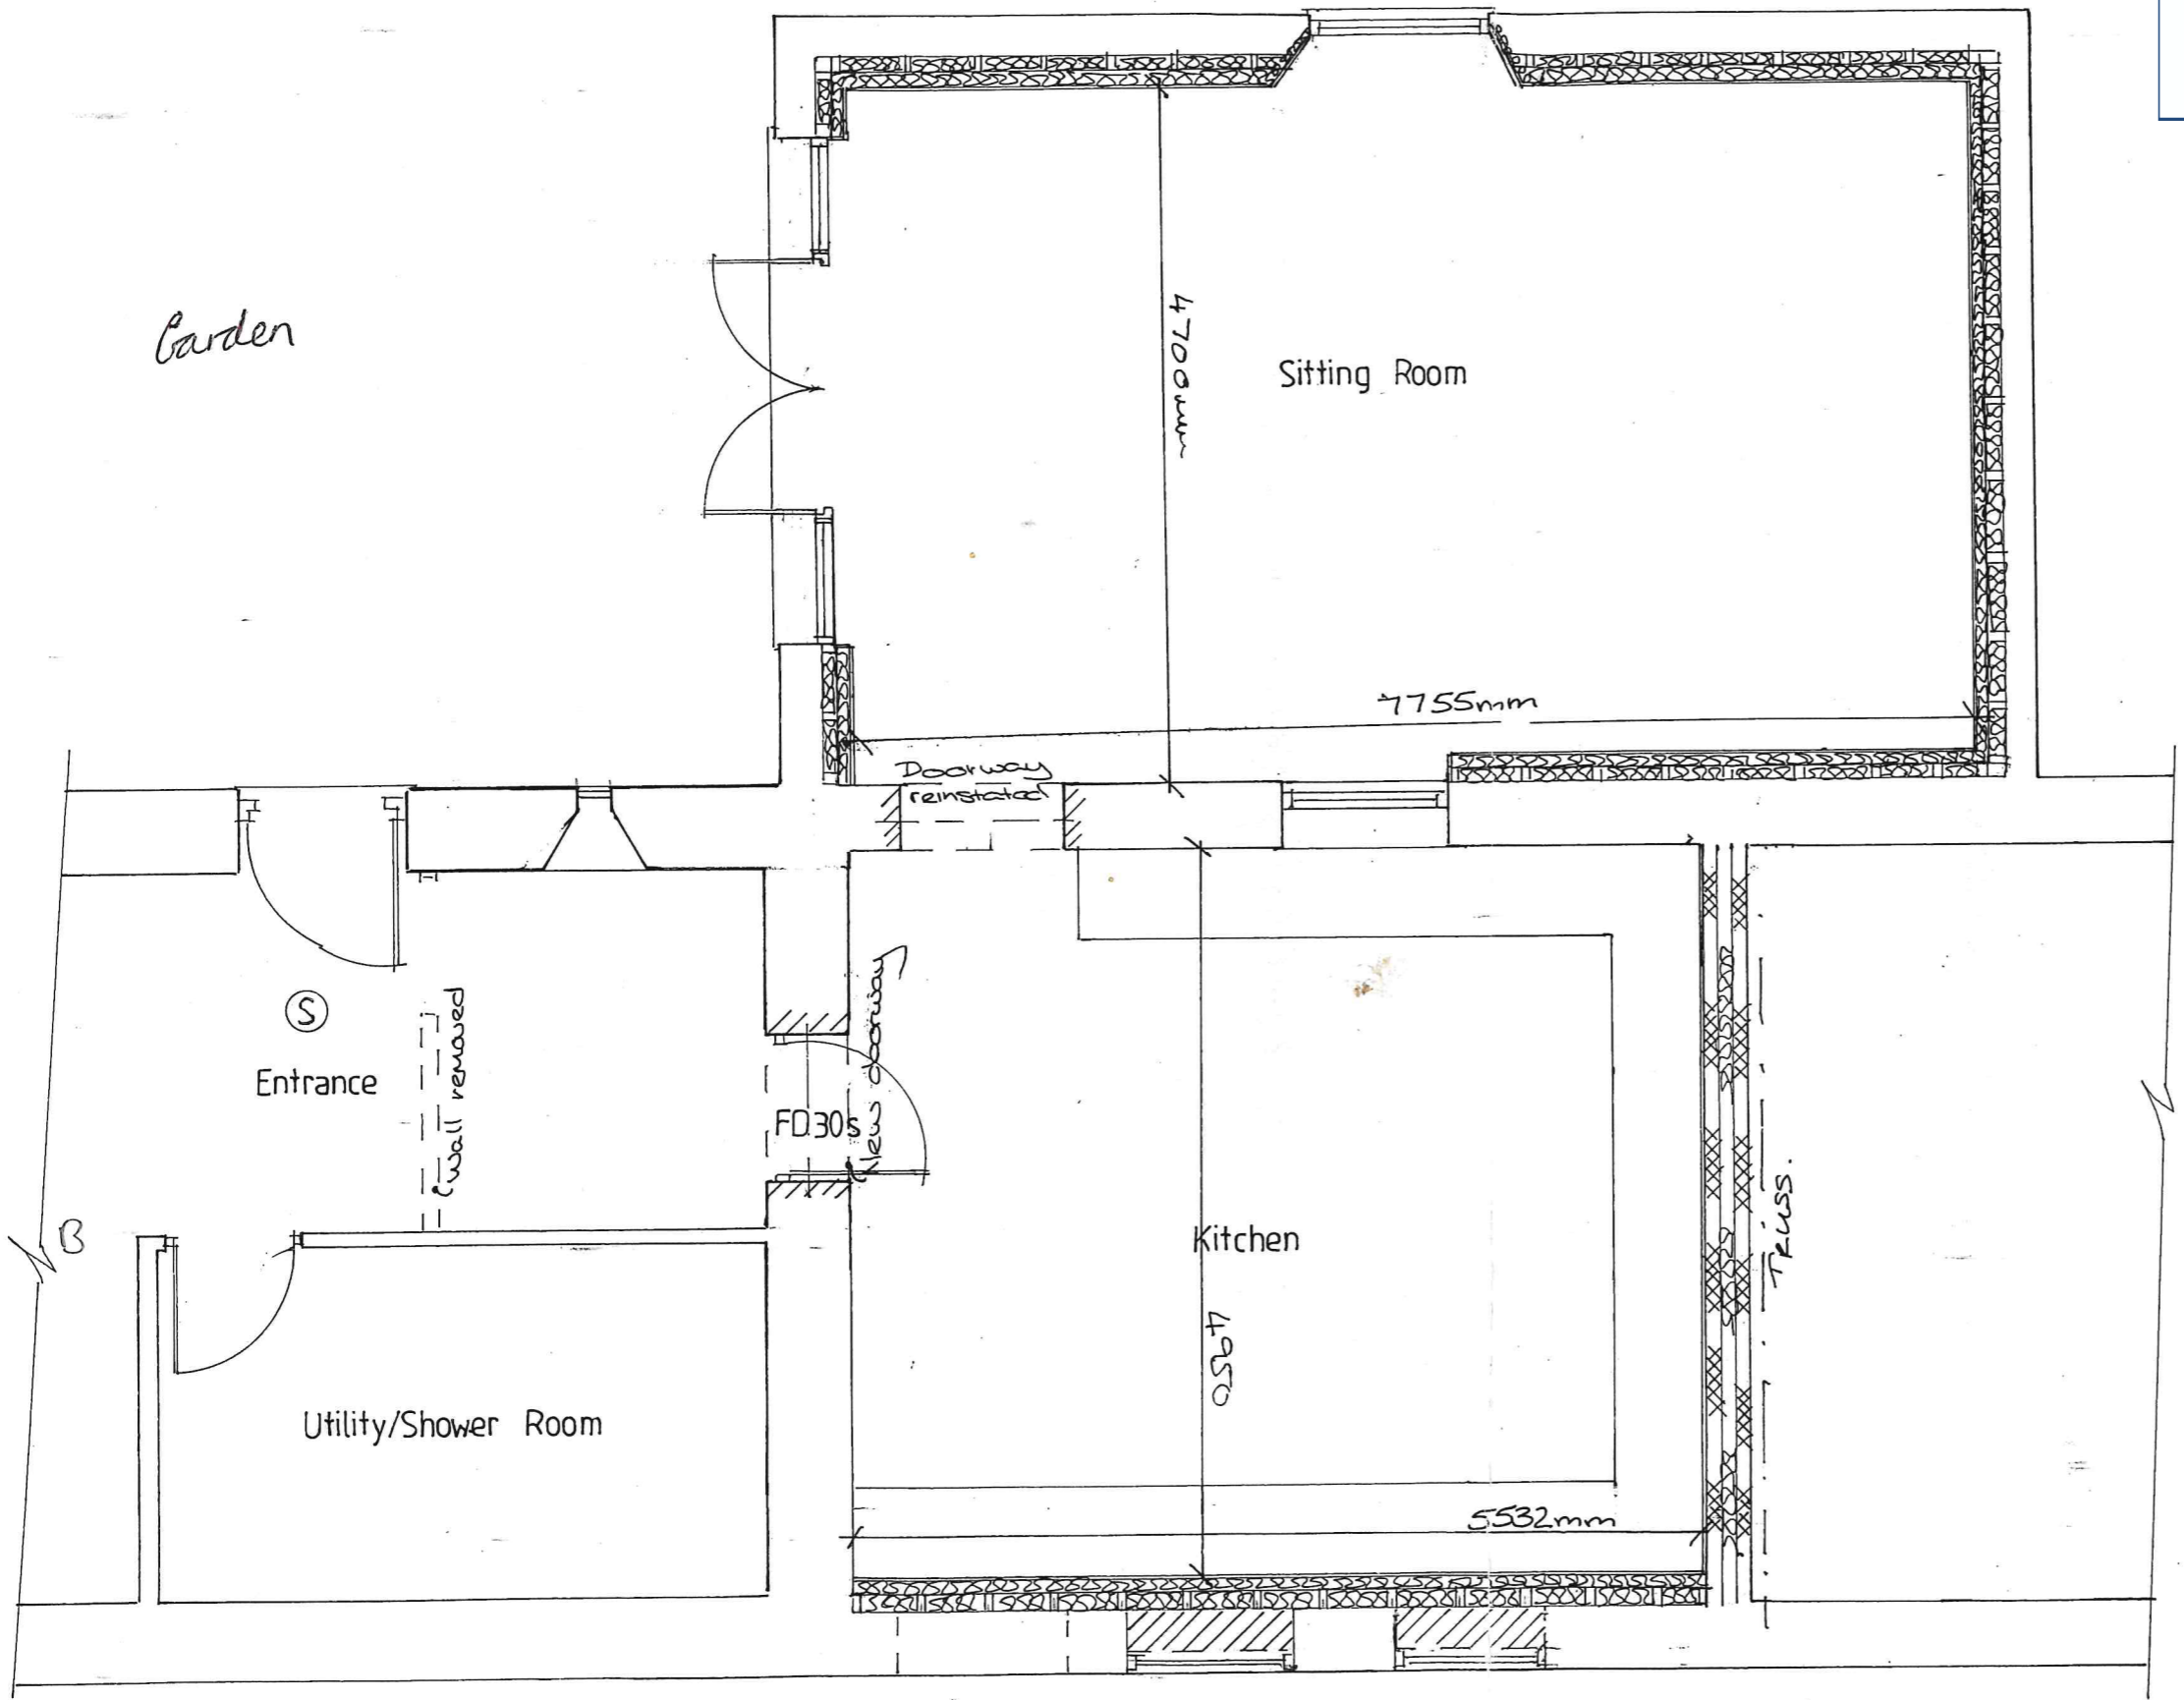 Garden
4700mm
Sitting Room
7755mm
Doorway
reinstated
S
Entrance
Wall removed
New doorway
FD30s
B
Kitchen
Truss.
4950
Utility/Shower Room
5532mm